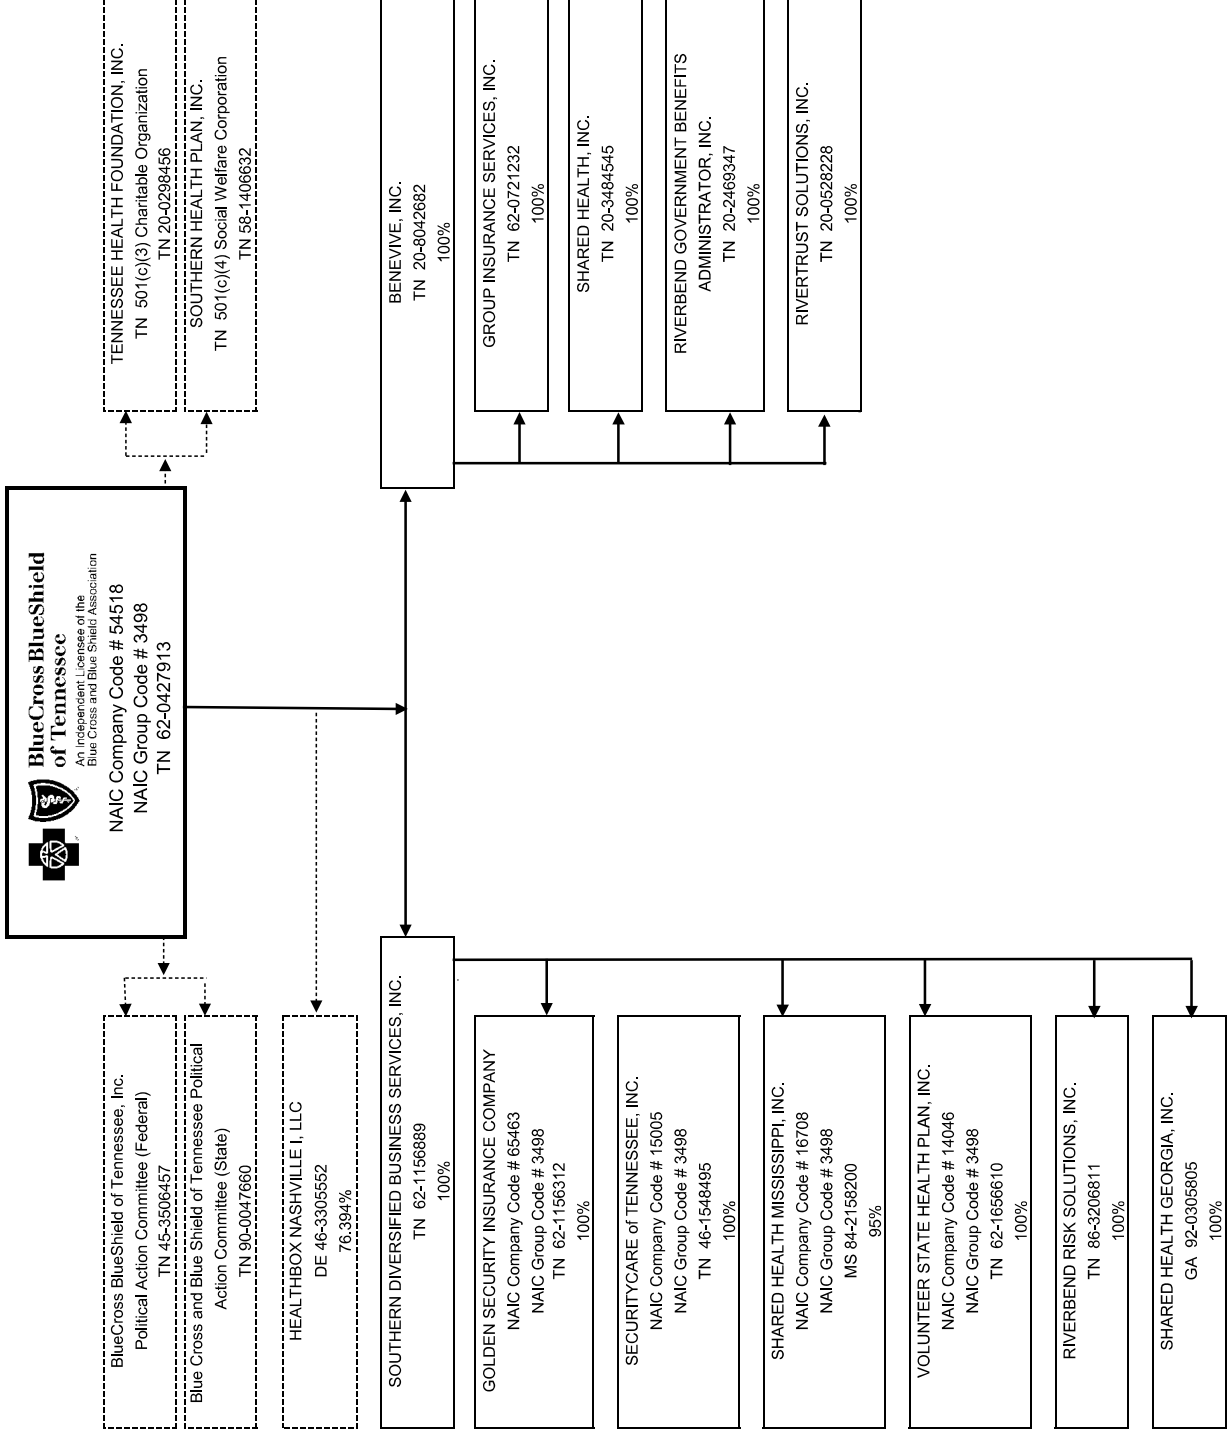 BlueCross BlueShield
of Tennessee
An Independent Licensee of the
Blue Cross and Blue Shield Association
NAIC Company Code # 54518
NAIC Group Code # 3498
TN 62-0427913
BlueCross BlueShield of Tennessee, Inc.
Political Action Committee (Federal)
TN 45-3506457
Blue Cross and Blue Shield of Tennessee Political
Action Committee (State)
TN 90-0047660
TENNESSEE HEALTH FOUNDATION, INC.
TN 501(c)(3) Charitable Organization
TN 20-0298456
SOUTHERN HEALTH PLAN, INC.
TN 501(c)(4) Social Welfare Corporation
TN 58-1406632
HEALTHBOX NASHVILLE I, LLC
DE 46-3305552
76.394%
SOUTHERN DIVERSIFIED BUSINESS SERVICES, INC.
TN 62-1156889
100%
GOLDEN SECURITY INSURANCE COMPANY
NAIC Company Code # 65463
NAIC Group Code # 3498
TN 62-1156312
100%
SECURITYCARE of TENNESSEE, INC.
NAIC Company Code # 15005
NAIC Group Code # 3498
TN 46-1548495
100%
SHARED HEALTH MISSISSIPPI, INC.
NAIC Company Code # 16708
NAIC Group Code # 3498
MS 84-2158200
95%
VOLUNTEER STATE HEALTH PLAN, INC.
NAIC Company Code # 14046
NAIC Group Code # 3498
TN 62-1656610
100%
RIVERBEND RISK SOLUTIONS, INC.
TN 86-3206811
100%
SHARED HEALTH GEORGIA, INC.
GA 92-0305805
100%
BENEVIVE, INC.
TN 20-8042682
100%
GROUP INSURANCE SERVICES, INC.
TN 62-0721232
100%
SHARED HEALTH, INC.
TN 20-3484545
100%
RIVERBEND GOVERNMENT BENEFITS
ADMINISTRATOR, INC.
TN 20-2469347
100%
RIVERTRUST SOLUTIONS, INC.
TN 20-0528228
100%